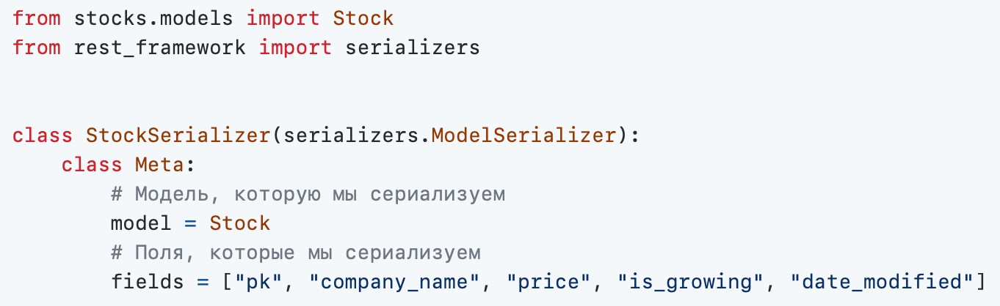 from stocks.models import Stock
from rest_framework import serializers
class StockSerializer(serializers.ModelSerializer):
    class Meta:
        # Модель, которую мы сериализуем
        model = Stock
        # Поля, которые мы сериализуем
        fields = ["pk", "company_name", "price", "is_growing", "date_modified"]